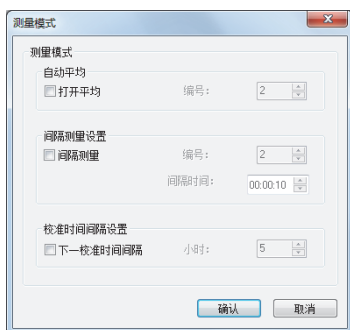 测量模式
测量模式
自动平均
打开平均 编号: 2
间隔测量设置
间隔测量 编号: 2
间隔时间: 00:00:10
校准时间间隔设置
下一校准时间间隔 小时: 5
确认 取消